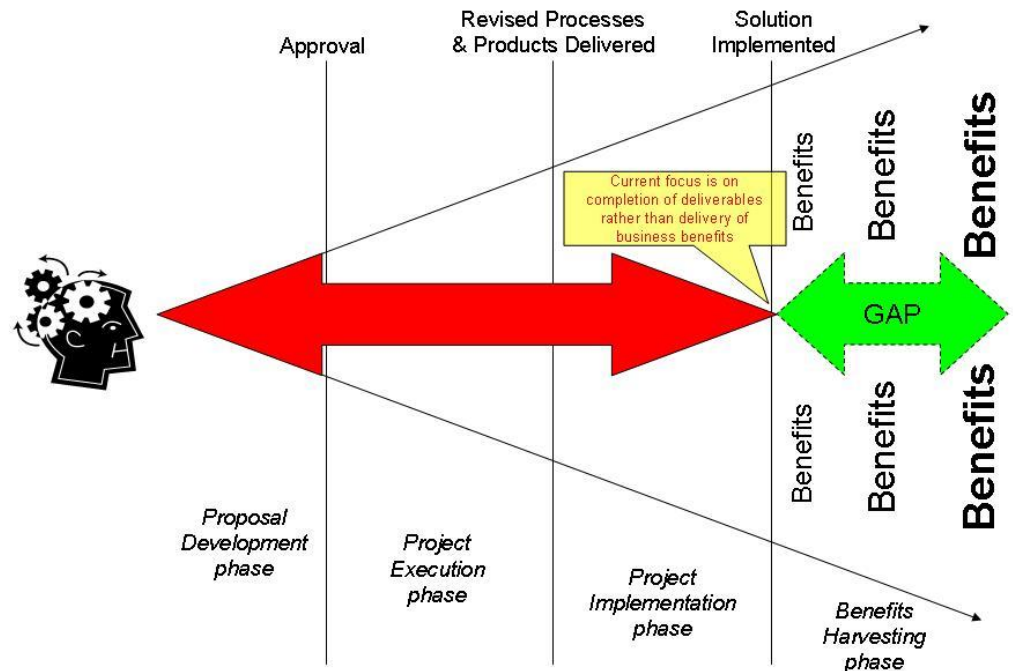 Approval
Revised Processes
& Products Delivered
Solution
Implemented
Current focus is on
completion of deliverables
rather than delivery of
business benefits
Benefits
Benefits
Benefits
GAP
Benefits
Benefits
Benefits
Proposal
Development
phase
Project
Execution
phase
Project
Implementation
phase
Benefits
Harvesting
phase